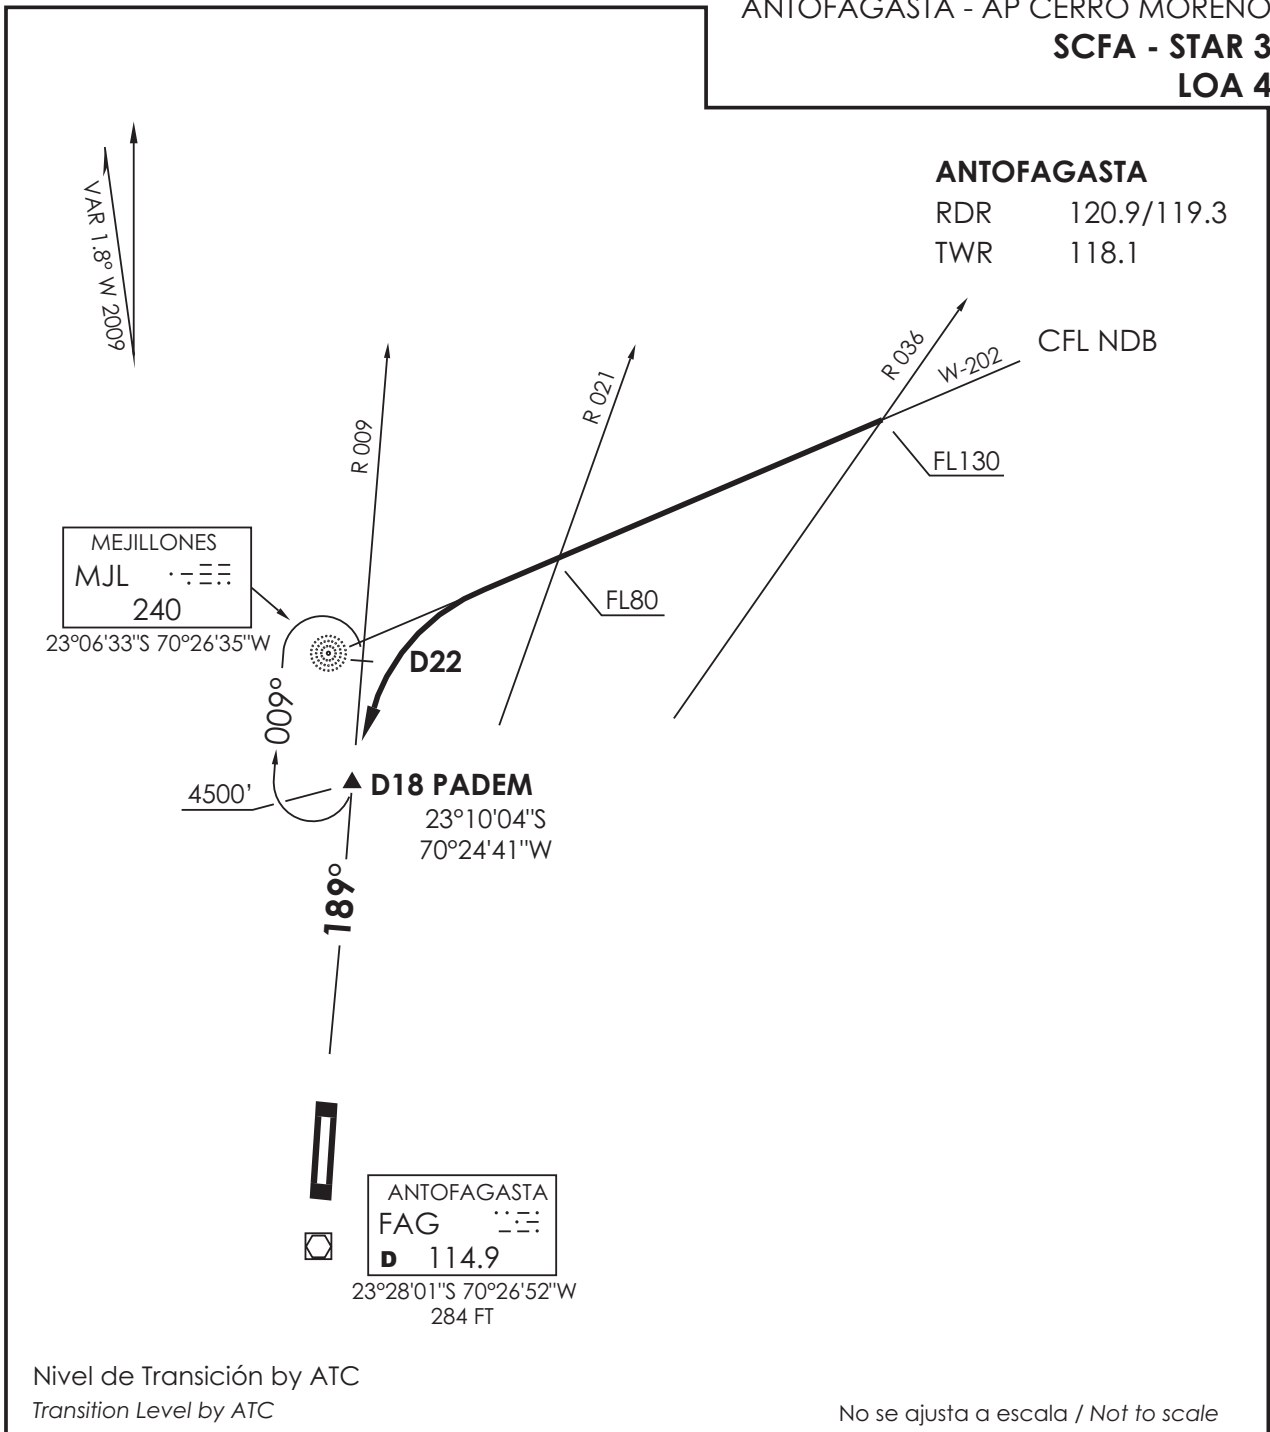 ANTOFAGASTA - AP CERRO MORENO
SCFA - STAR 3
LOA 4
VAR 1.8° W 2009
ANTOFAGASTA
RDR 120.9/119.3
TWR 118.1
R 009
R 021
R 036
W-202
CFL NDB
FL130
MEJILLONES
MJL
240
23°06'33"S 70°26'35"W
FL80
D22
009°
4500'
D18 PADEM
23°10'04"S
70°24'41"W
189°
ANTOFAGASTA
FAG
D 114.9
23°28'01"S 70°26'52"W
284 FT
Nivel de Transición by ATC
Transition Level by ATC
No se ajusta a escala / Not to scale